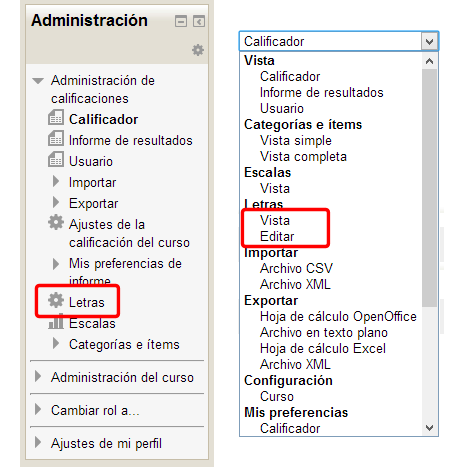 Administración
Administración de
calificaciones
Calificador
Informe de resultados
Usuario
Importar
Exportar
Ajustes de la
calificación del curso
Mis preferencias de
informe
Letras
Escalas
Categorías e ítems
Administración del curso
Cambiar rol a...
Ajustes de mi perfil
Calificador
Vista
Calificador
Informe de resultados
Usuario
Categorías e ítems
Vista simple
Vista completa
Escalas
Vista
Letras
Vista
Editar
Importar
Archivo CSV
Archivo XML
Exportar
Hoja de cálculo OpenOffice
Archivo en texto plano
Hoja de cálculo Excel
Archivo XML
Configuración
Curso
Mis preferencias
Calificador